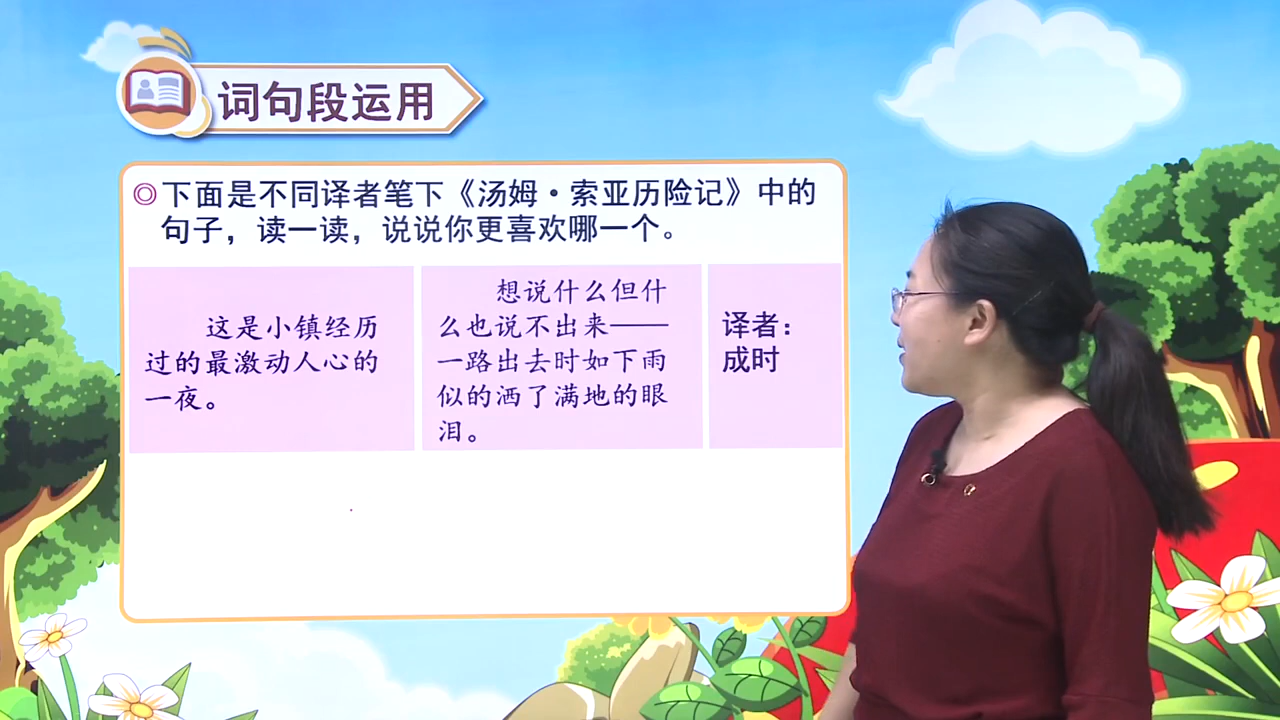 词句段运用
◎下面是不同译者笔下《汤姆·索亚历险记》中的
句子，读一读，说说你更喜欢哪一个。
这是小镇经历
过的最激动人心的
一夜。
想说什么但什
么也说不出来——
一路出去时如下雨
似的洒了满地的眼
泪。
译者：
成时